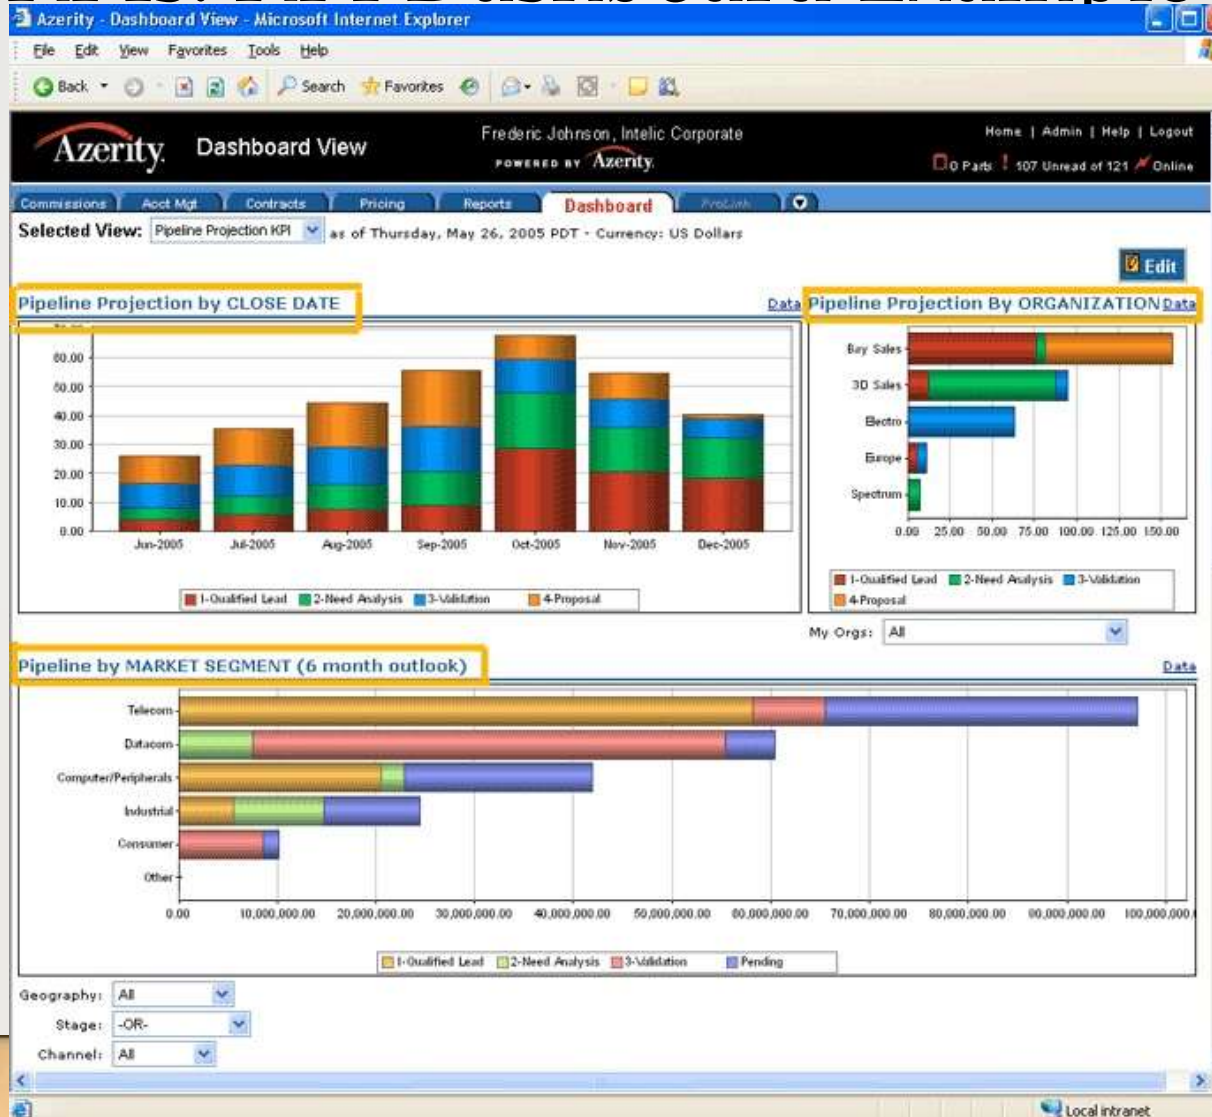 Azerity - Dashboard View - Microsoft Internet Explorer
File Edit View Favorites Tools Help
Back Search Favorites
Azerity. Dashboard View
Frederic Johnson, Intelic Corporate
POWERED BY Azerity.
Home | Admin | Help | Logout
0 Parts ! 107 Unread of 121 Online
Commissions Acct Mgt Contracts Pricing Reports Dashboard ProLink
Selected View: Pipeline Projection KPI as of Thursday, May 26, 2005 PDT - Currency: US Dollars
Edit
Pipeline Projection by CLOSE DATE Data
60.00
50.00
40.00
30.00
20.00
10.00
0.00
Jun-2005 Jul-2005 Aug-2005 Sep-2005 Oct-2005 Nov-2005 Dec-2005
1-Qualified Lead 2-Need Analysis 3-Validation 4-Proposal
Pipeline Projection By ORGANIZATION Data
Bay Sales
3D Sales
Electro
Europe
Spectrum
0.00 25.00 50.00 75.00 100.00 125.00 150.00
1-Qualified Lead 2-Need Analysis 3-Validation
4-Proposal
My Orgs: All
Pipeline by MARKET SEGMENT (6 month outlook) Data
Telecom
Datacom
Computer/Peripherals
Industrial
Consumer
Other
0.00 10,000,000.00 20,000,000.00 30,000,000.00 40,000,000.00 50,000,000.00 60,000,000.00 70,000,000.00 80,000,000.00 90,000,000.00 100,000,000.
1-Qualified Lead 2-Need Analysis 3-Validation Pending
Geography: All
Stage: -OR-
Channel: All
Local intranet